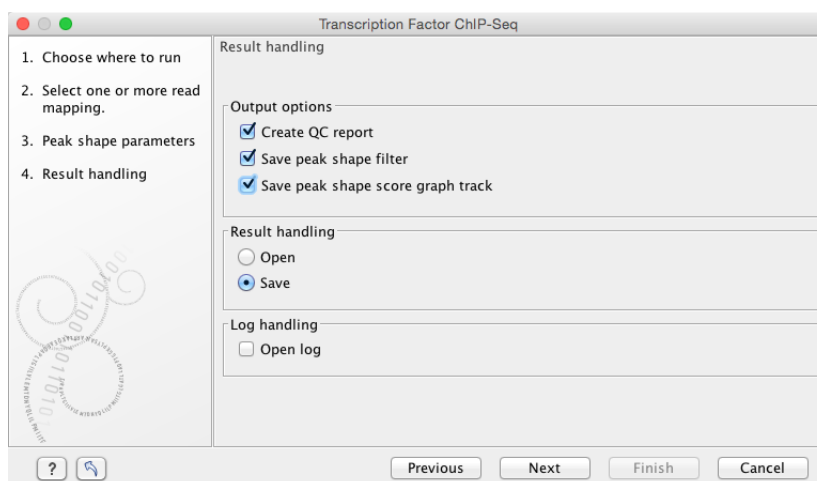 Transcription Factor ChIP-Seq
1. Choose where to run
2. Select one or more read
mapping.
3. Peak shape parameters
4. Result handling
Result handling
Output options
Create QC report
Save peak shape filter
Save peak shape score graph track
Result handling
Open
Save
Log handling
Open log
?
Previous
Next
Finish
Cancel